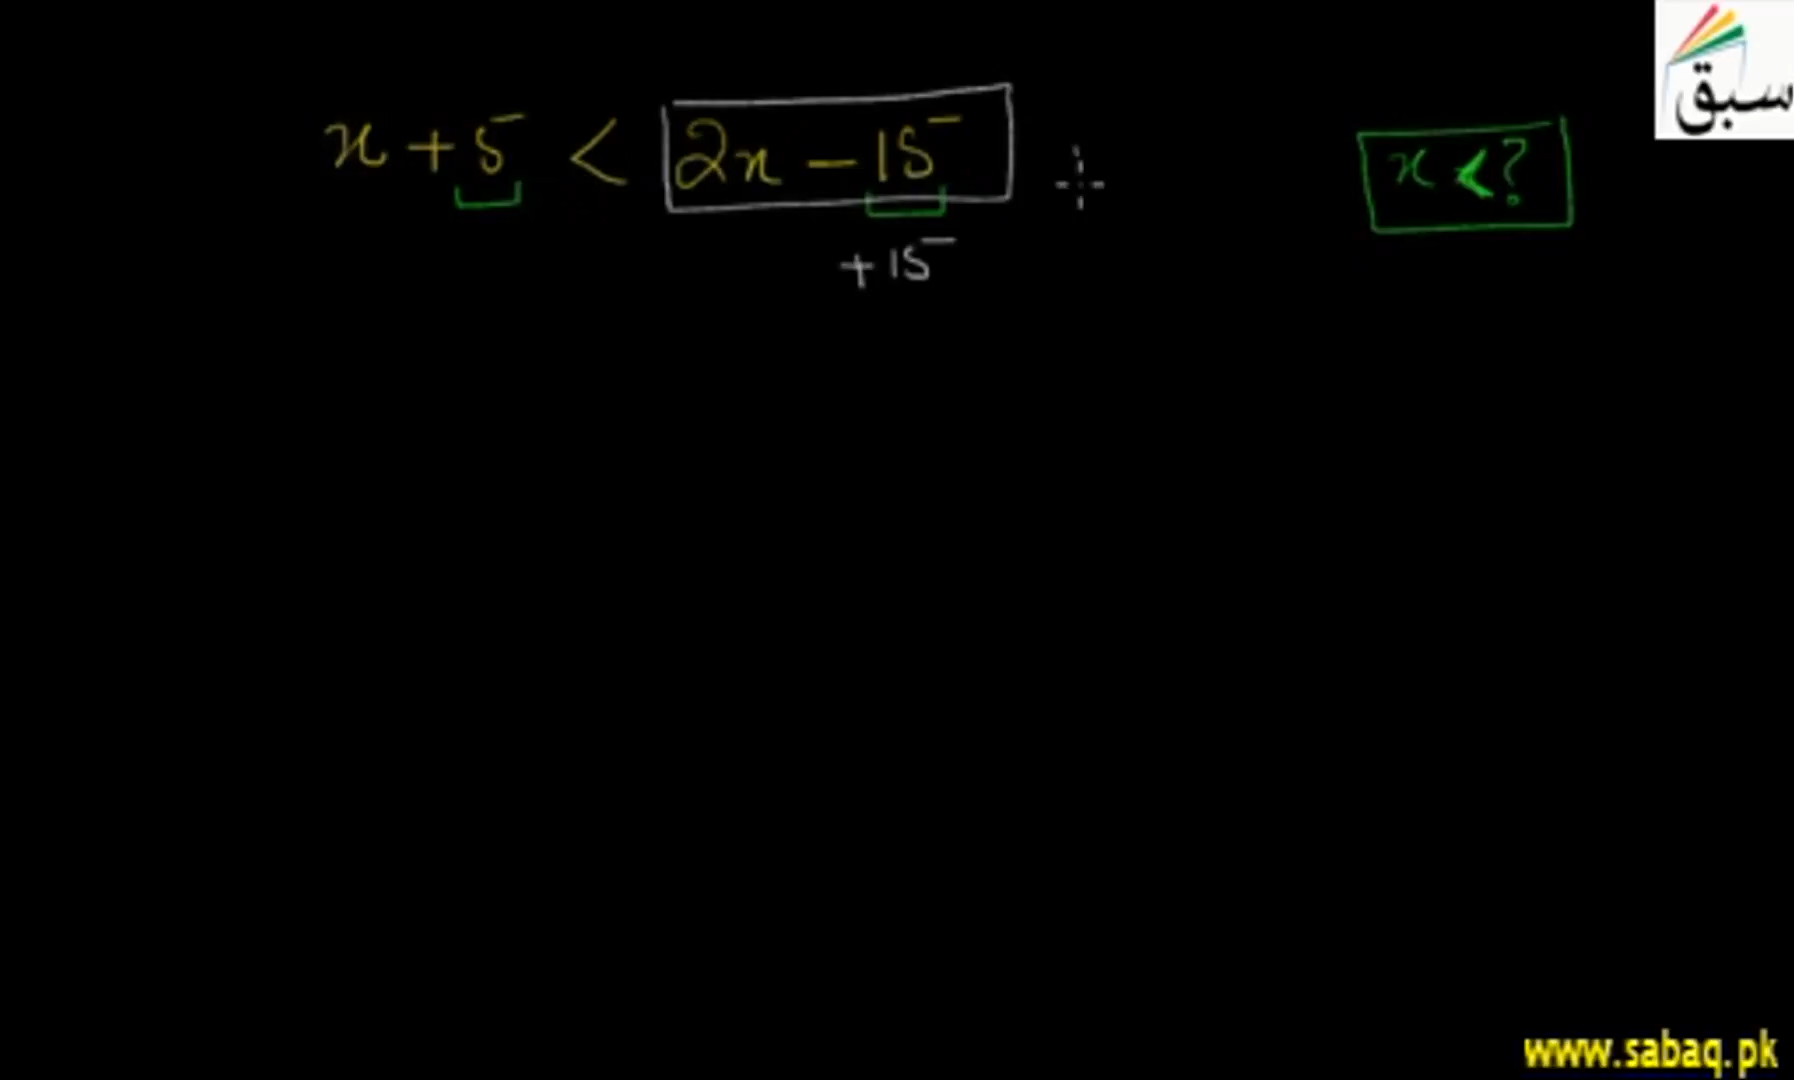 x + 5 < 2x - 15
x < ?
+ 15
سبق
www.sabaq.pk